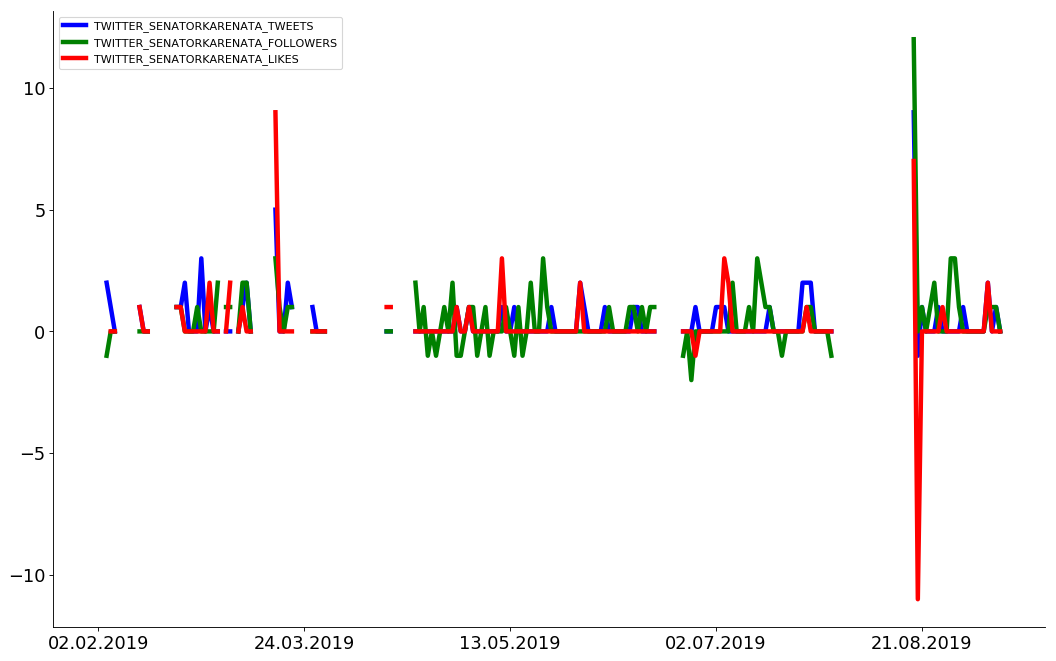 TWITTER_SENATORKARENATA_TWEETS
TWITTER_SENATORKARENATA_FOLLOWERS
TWITTER_SENATORKARENATA_LIKES
10
5
0
−5
−10
02.02.2019 24.03.2019 13.05.2019 02.07.2019 21.08.2019